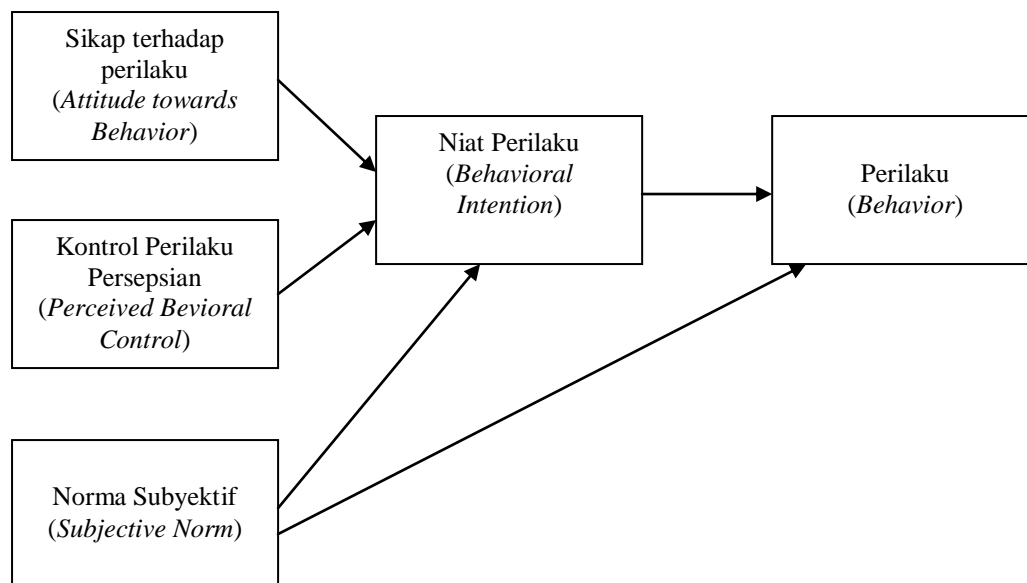 Sikap terhadap
perilaku
(Attitude towards
Behavior)
Niat Perilaku
(Behavioral
Intention)
Perilaku
(Behavior)
Kontrol Perilaku
Persepsian
(Perceived Bevioral
Control)
Norma Subyektif
(Subjective Norm)